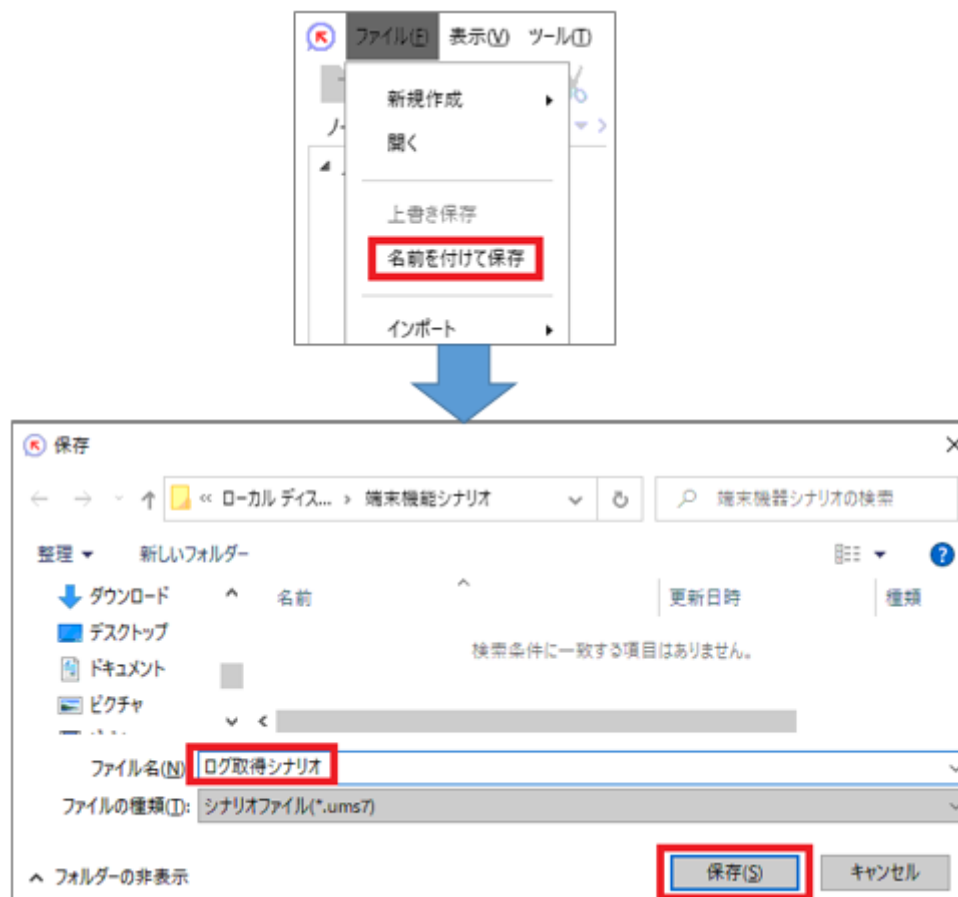 ファイル(F) 表示(V) ツール(T)
新規作成
開く
上書き保存
名前を付けて保存
インポート
保存
« ローカル ディス... › 端末機能シナリオ
端末機器シナリオの検索
整理 新しいフォルダー
ダウンロード
名前 更新日時 種類
デスクトップ
検索条件に一致する項目はありません。
ドキュメント
ピクチャ
ファイル名(N) ログ取得シナリオ
ファイルの種類(T): シナリオファイル(*.ums7)
フォルダーの非表示 保存(S) キャンセル